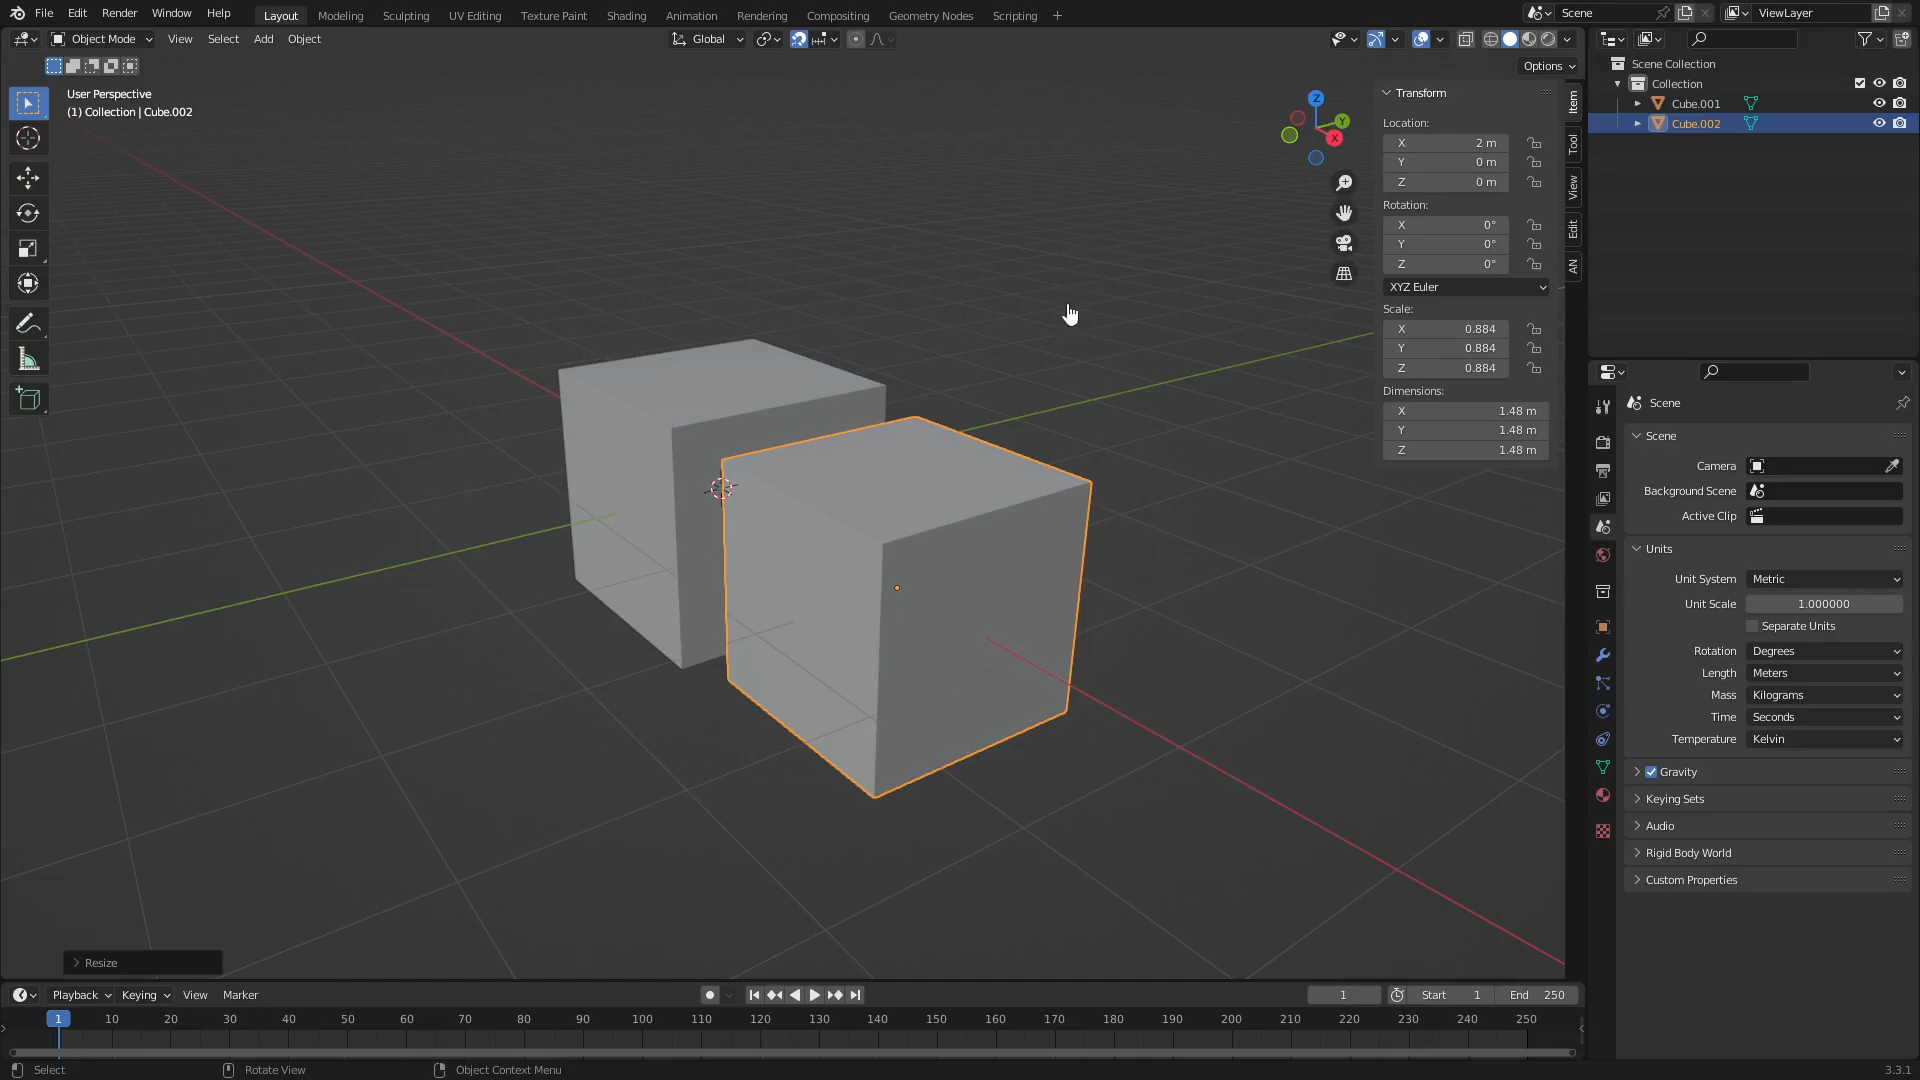 File Edit Render Window Help Layout Modeling Sculpting UV Editing Texture Paint Shading Animation Rendering Compositing Geometry Nodes Scripting + Scene ViewLayer
Object Mode View Select Add Object Global
Options
User Perspective
(1) Collection | Cube.002
Z
Y
X
Transform
Location:
X 2 m
Y 0 m
Z 0 m
Rotation:
X 0°
Y 0°
Z 0°
XYZ Euler
Scale:
X 0.884
Y 0.884
Z 0.884
Dimensions:
X 1.48 m
Y 1.48 m
Z 1.48 m
Item
Tool
View
Edit
AN
Scene Collection
Collection
Cube.001
Cube.002
Scene
Scene
Camera
Background Scene
Active Clip
Units
Unit System Metric
Unit Scale 1.000000
Separate Units
Rotation Degrees
Length Meters
Mass Kilograms
Time Seconds
Temperature Kelvin
Gravity
Keying Sets
Audio
Rigid Body World
Custom Properties
Resize
Playback Keying View Marker 1 Start 1 End 250
1 10 20 30 40 50 60 70 80 90 100 110 120 130 140 150 160 170 180 190 200 210 220 230 240 250
Select Rotate View Object Context Menu 3.3.1